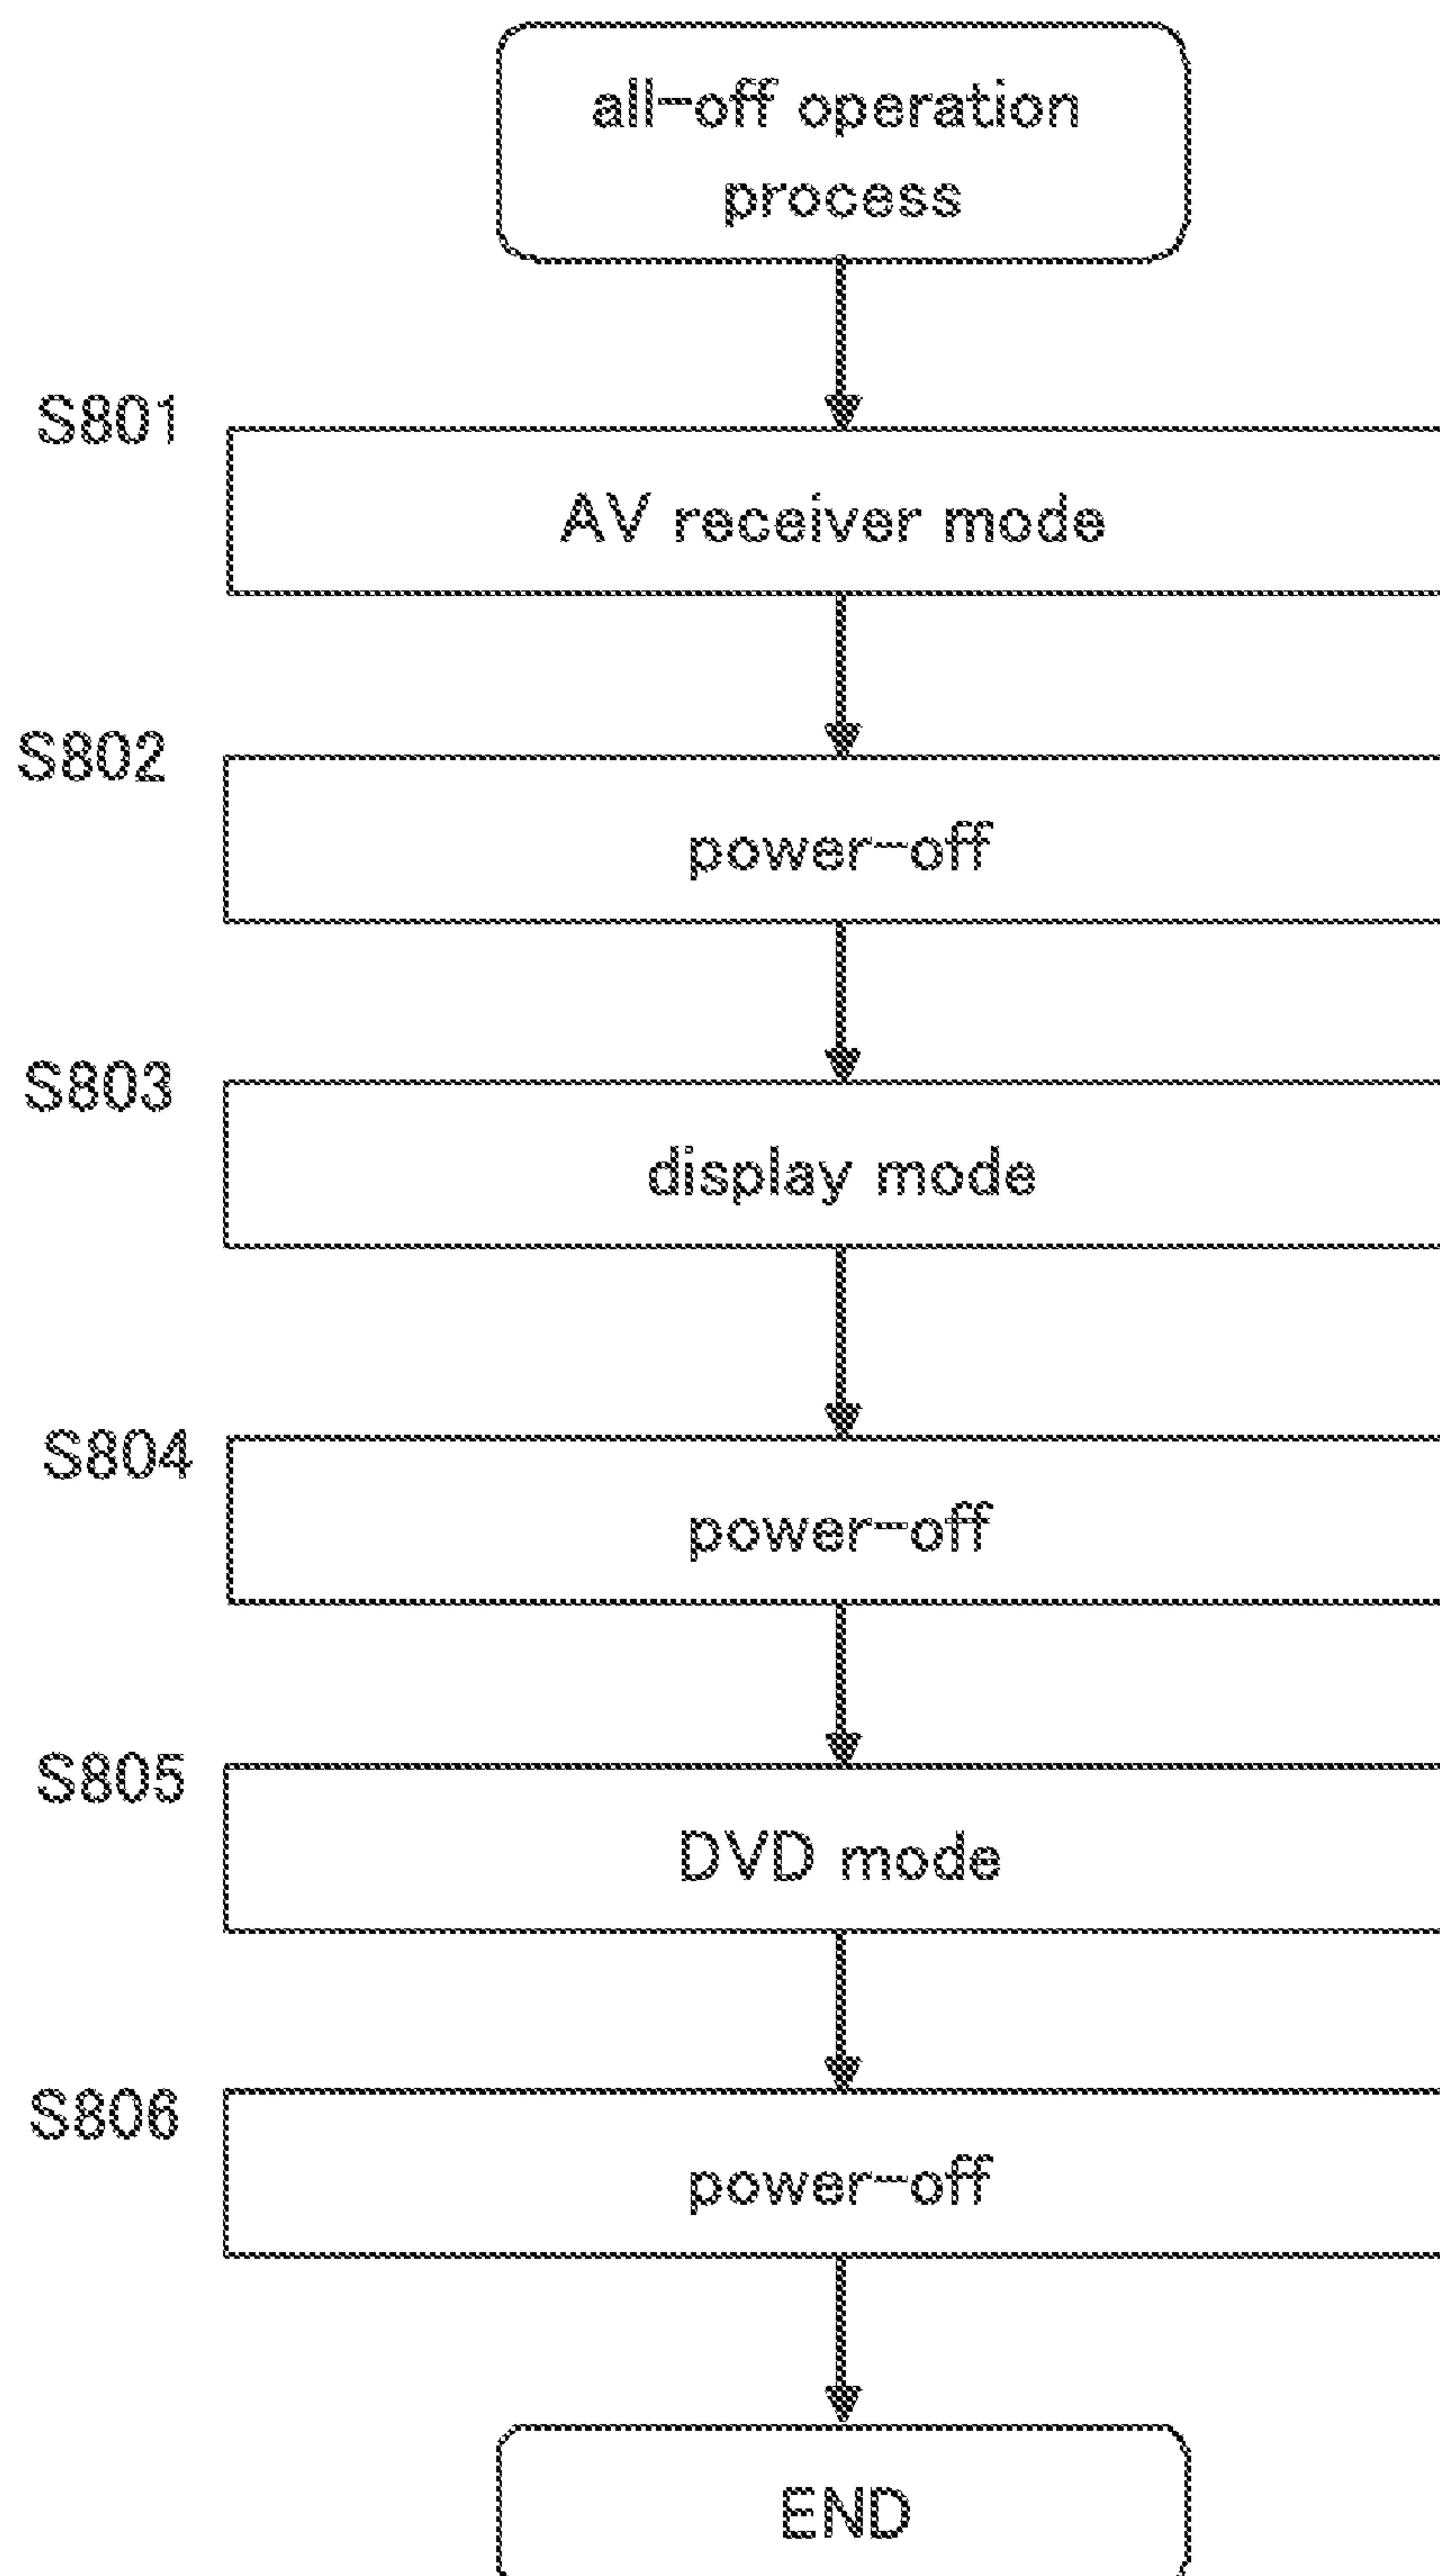 all-off operation
process
S801
AV receiver mode
S802
power-off
S803
display mode
S804
power-off
S805
DVD mode
S806
power-off
END